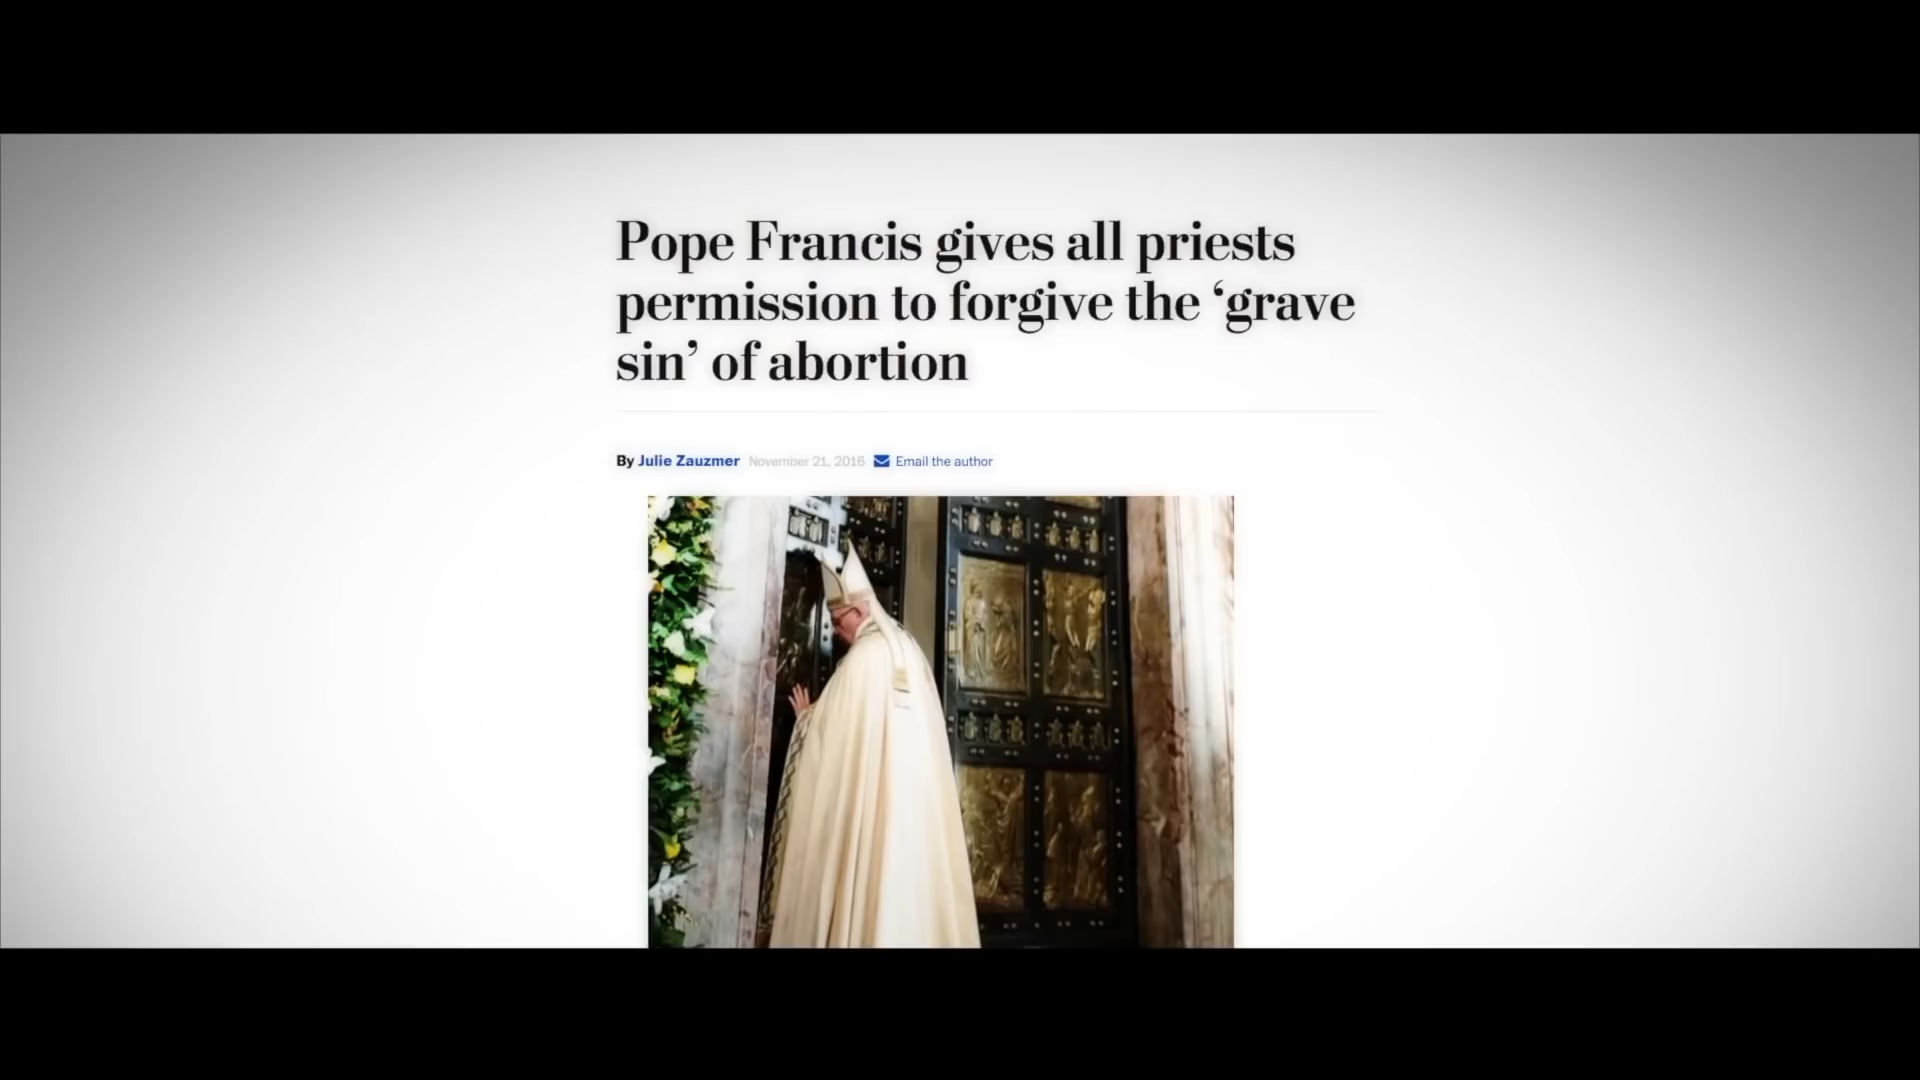 Pope Francis gives all priests
permission to forgive the ‘grave
sin’ of abortion
By Julie Zauzmer November 21, 2016 Email the author